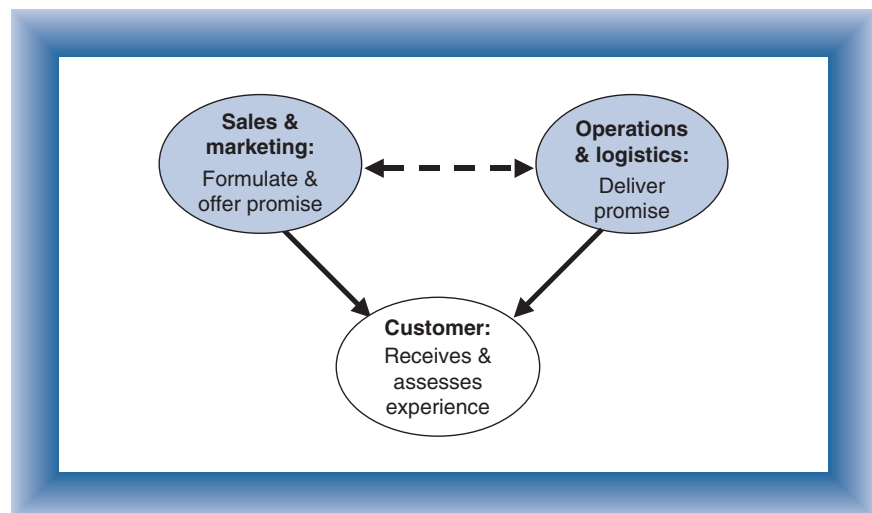 Sales &
marketing:
Formulate &
offer promise
Operations
& logistics:
Deliver
promise
Customer:
Receives &
assesses
experience